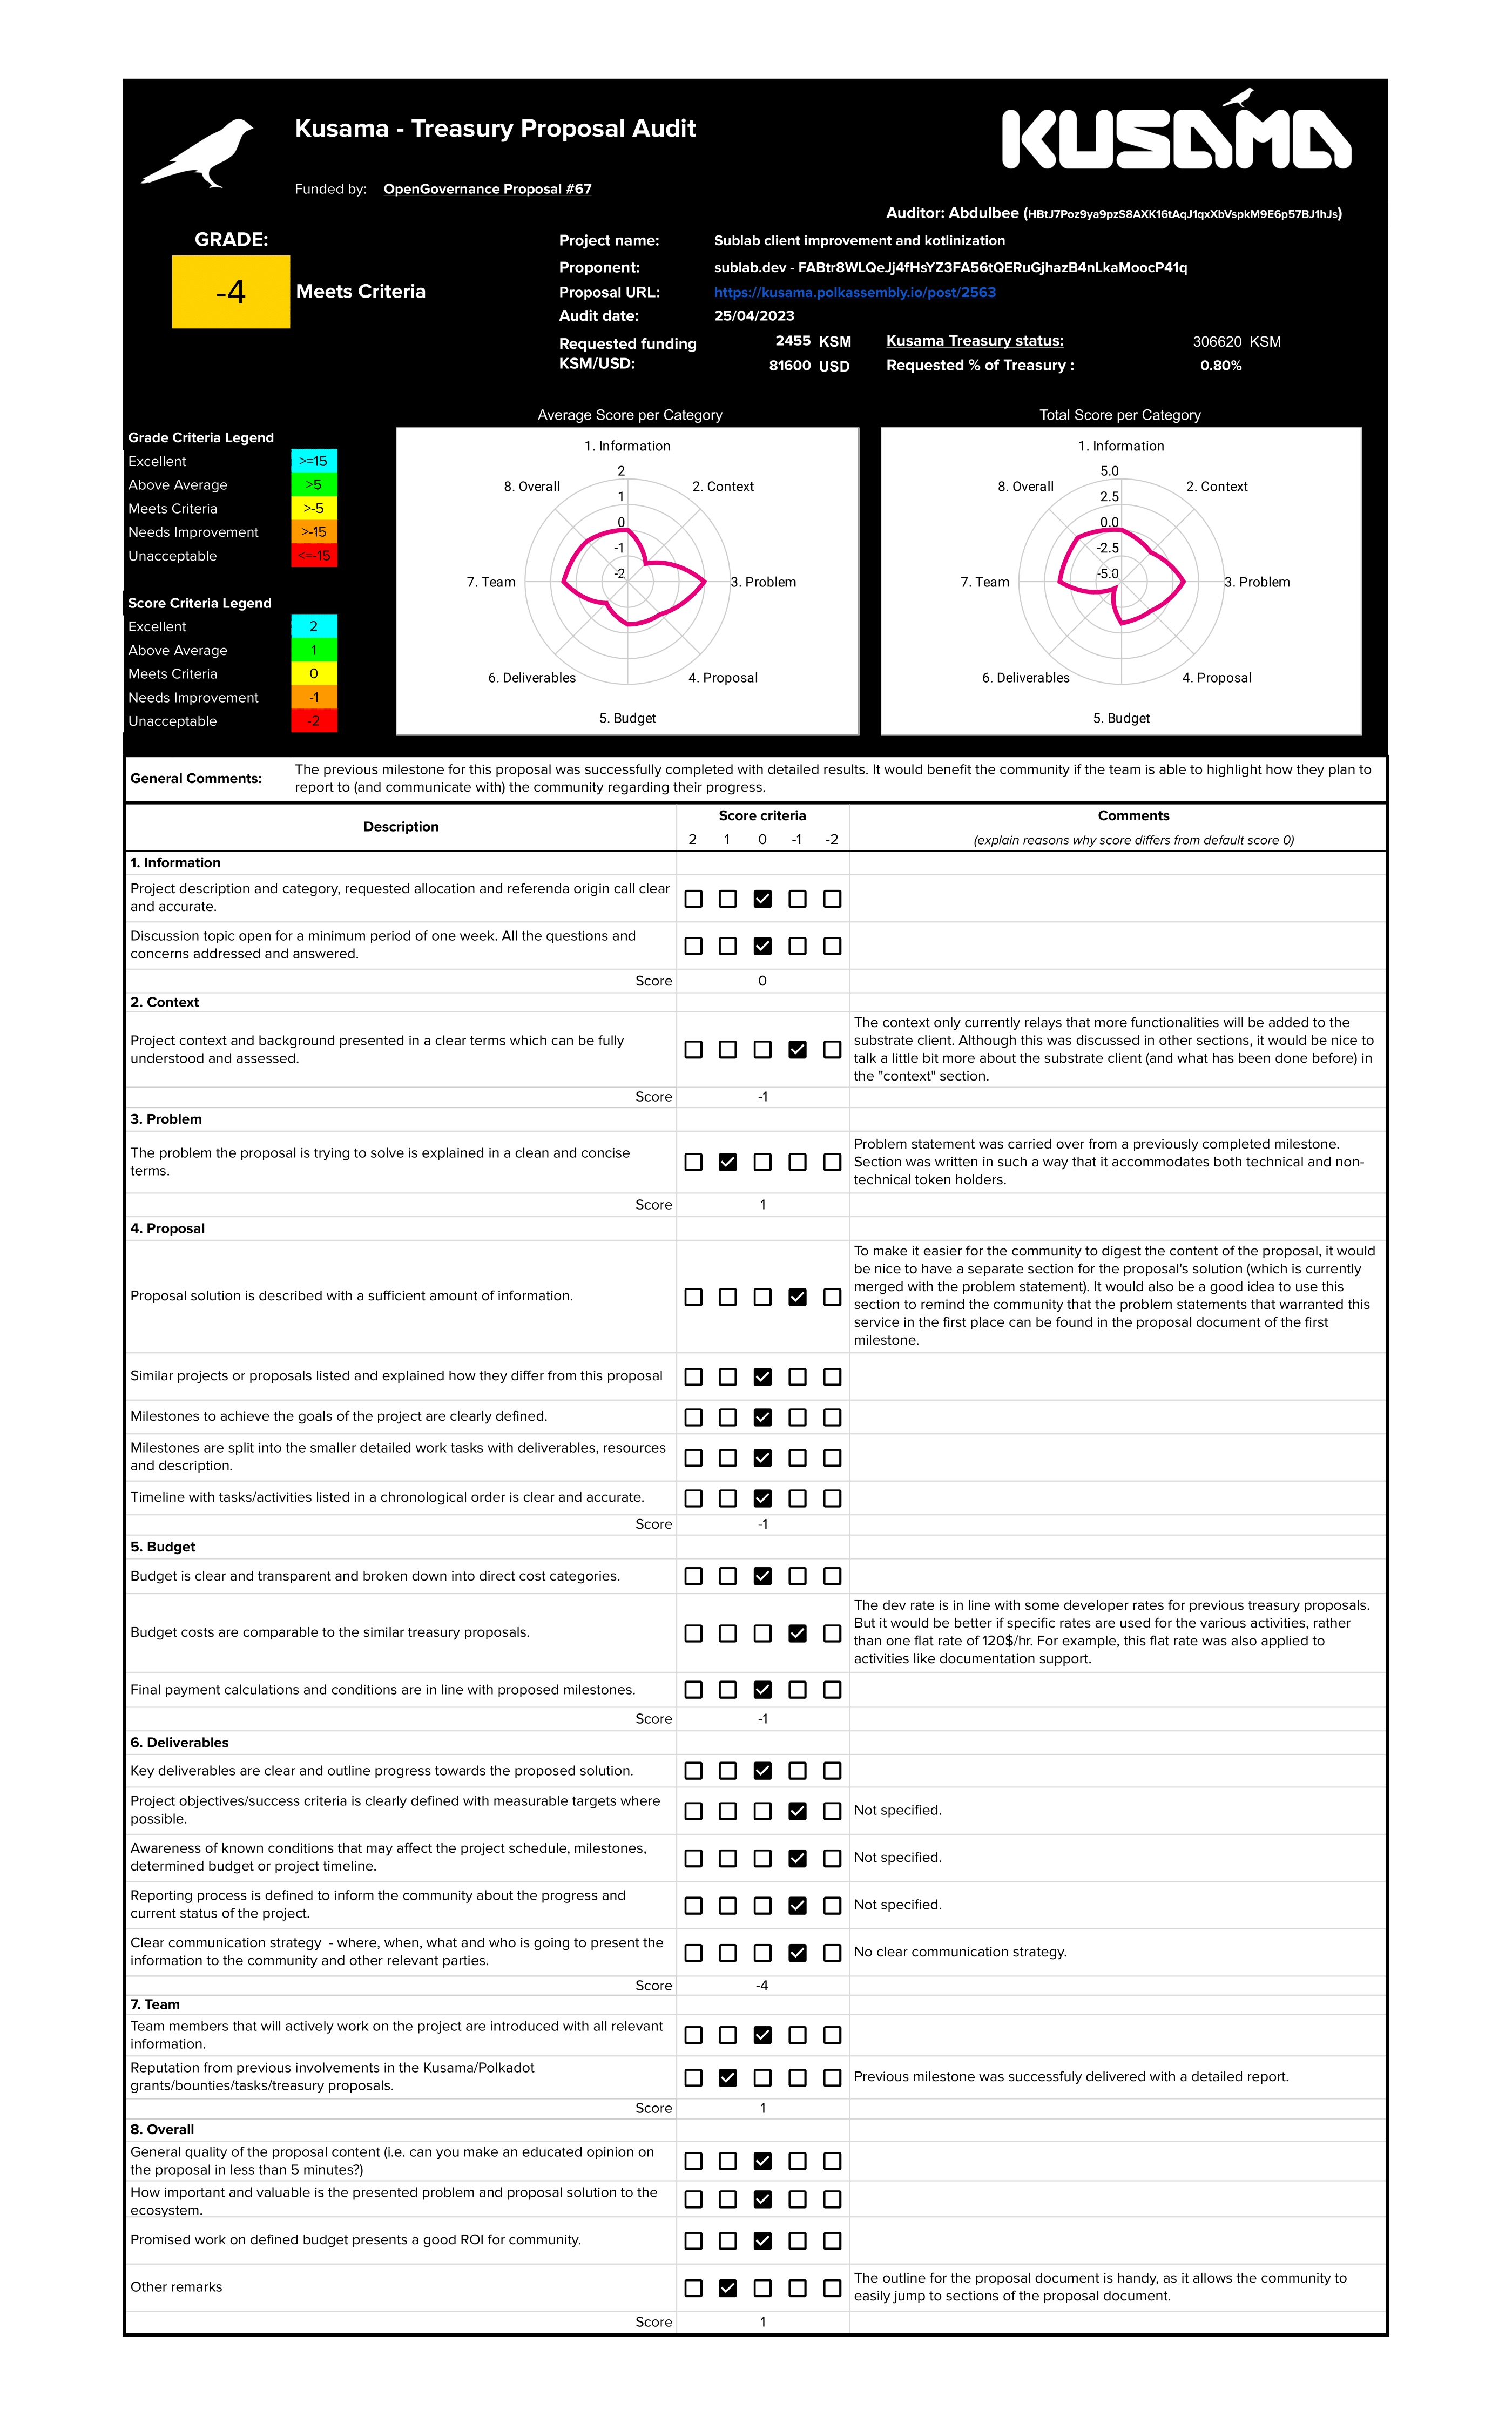 Kusama - Treasury Proposal Audit
KUSAMA
Funded by: OpenGovernance Proposal #67
Auditor: Abdulbee (HBtJ7Poz9ya9pzS8AXK16tAqJ1qxXbVspkM9E6p57BJ1hJs)
GRADE:
-4
Meets Criteria
Project name: Sublab client improvement and kotlinization
Proponent: sublab.dev - FABtr8WLQeJj4fHsYZ3FA56tQERuGjhazB4nLkaMoocP41q
Proposal URL: https://kusama.polkassembly.io/post/2563
Audit date: 25/04/2023
Requested funding
KSM/USD:
2455 KSM
81600 USD
Kusama Treasury status: 306620 KSM
Requested % of Treasury : 0.80%
Grade Criteria Legend
Excellent >=15
Above Average >5
Meets Criteria >-5
Needs Improvement >-15
Unacceptable <=-15
Score Criteria Legend
Excellent 2
Above Average 1
Meets Criteria 0
Needs Improvement -1
Unacceptable -2
Average Score per Category
1. Information
2
8. Overall
2. Context
1
0
-1
-2
7. Team
3. Problem
6. Deliverables
4. Proposal
5. Budget
Total Score per Category
1. Information
5.0
8. Overall
2. Context
2.5
0.0
-2.5
-5.0
7. Team
3. Problem
6. Deliverables
4. Proposal
5. Budget
General Comments:
The previous milestone for this proposal was successfully completed with detailed results. It would benefit the community if the team is able to highlight how they plan to
report to (and communicate with) the community regarding their progress.
Description
Score criteria
2 1 0 -1 -2
Comments
(explain reasons why score differs from default score 0)
1. Information
Project description and category, requested allocation and referenda origin call clear
and accurate.
Discussion topic open for a minimum period of one week. All the questions and
concerns addressed and answered.
Score 0
2. Context
Project context and background presented in a clear terms which can be fully
understood and assessed.
The context only currently relays that more functionalities will be added to the
substrate client. Although this was discussed in other sections, it would be nice to
talk a little bit more about the substrate client (and what has been done before) in
the "context" section.
Score -1
3. Problem
The problem the proposal is trying to solve is explained in a clean and concise
terms.
Problem statement was carried over from a previously completed milestone.
Section was written in such a way that it accommodates both technical and non-
technical token holders.
Score 1
4. Proposal
Proposal solution is described with a sufficient amount of information.
To make it easier for the community to digest the content of the proposal, it would
be nice to have a separate section for the proposal's solution (which is currently
merged with the problem statement). It would also be a good idea to use this
section to remind the community that the problem statements that warranted this
service in the first place can be found in the proposal document of the first
milestone.
Similar projects or proposals listed and explained how they differ from this proposal
Milestones to achieve the goals of the project are clearly defined.
Milestones are split into the smaller detailed work tasks with deliverables, resources
and description.
Timeline with tasks/activities listed in a chronological order is clear and accurate.
Score -1
5. Budget
Budget is clear and transparent and broken down into direct cost categories.
Budget costs are comparable to the similar treasury proposals.
The dev rate is in line with some developer rates for previous treasury proposals.
But it would be better if specific rates are used for the various activities, rather
than one flat rate of 120$/hr. For example, this flat rate was also applied to
activities like documentation support.
Final payment calculations and conditions are in line with proposed milestones.
Score -1
6. Deliverables
Key deliverables are clear and outline progress towards the proposed solution.
Project objectives/success criteria is clearly defined with measurable targets where
possible.
Not specified.
Awareness of known conditions that may affect the project schedule, milestones,
determined budget or project timeline.
Not specified.
Reporting process is defined to inform the community about the progress and
current status of the project.
Not specified.
Clear communication strategy - where, when, what and who is going to present the
information to the community and other relevant parties.
No clear communication strategy.
Score -4
7. Team
Team members that will actively work on the project are introduced with all relevant
information.
Reputation from previous involvements in the Kusama/Polkadot
grants/bounties/tasks/treasury proposals.
Previous milestone was successfuly delivered with a detailed report.
Score 1
8. Overall
General quality of the proposal content (i.e. can you make an educated opinion on
the proposal in less than 5 minutes?)
How important and valuable is the presented problem and proposal solution to the
ecosystem.
Promised work on defined budget presents a good ROI for community.
Other remarks
The outline for the proposal document is handy, as it allows the community to
easily jump to sections of the proposal document.
Score 1